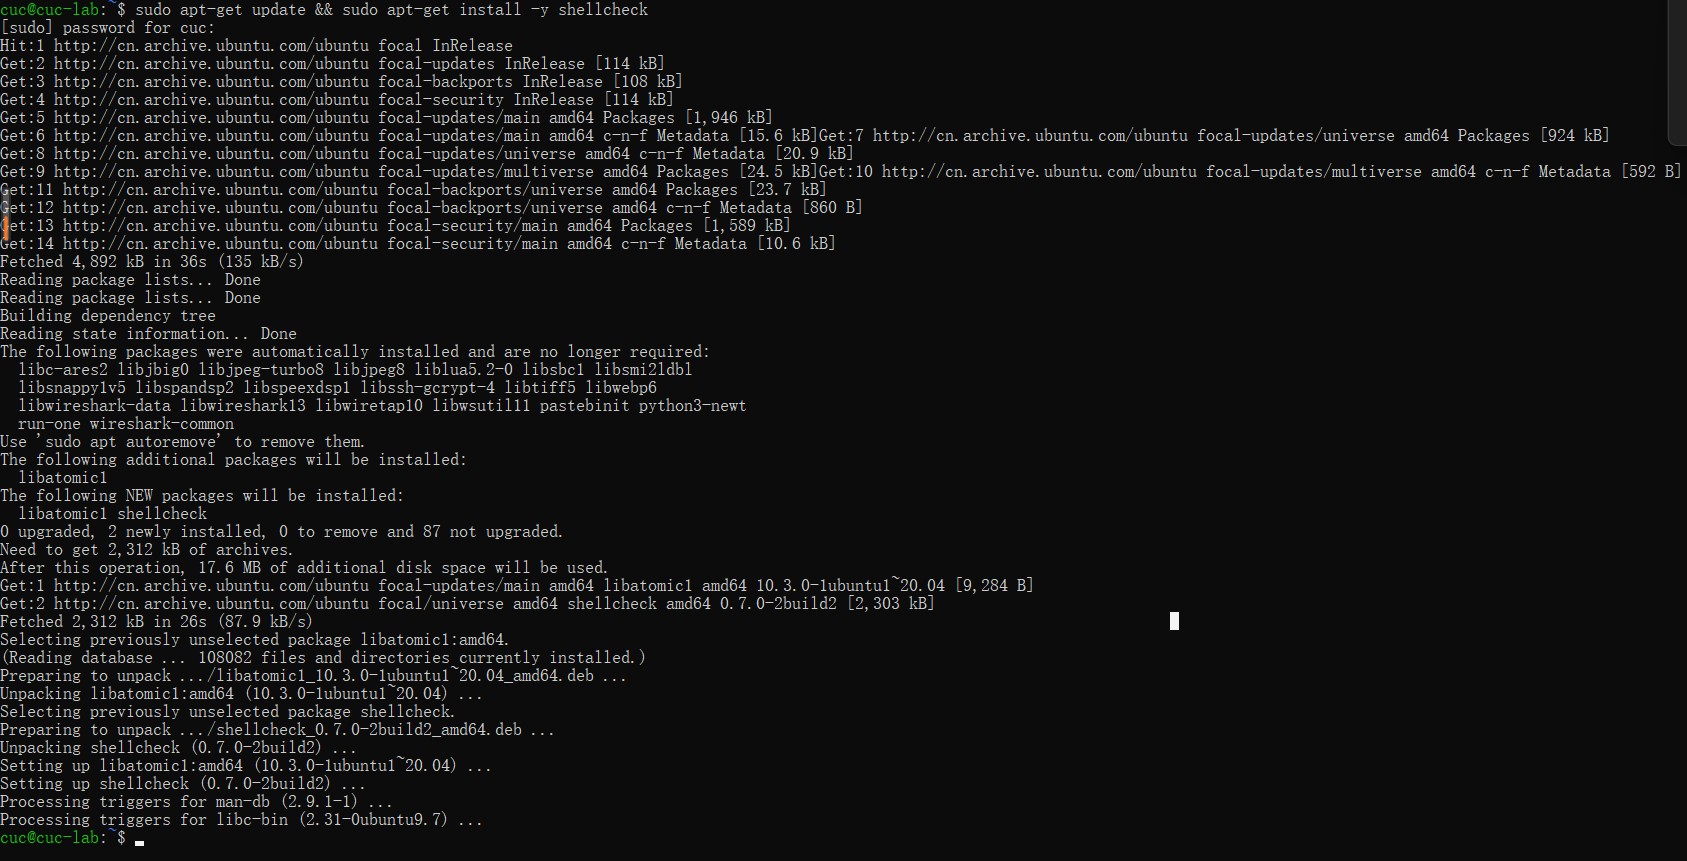 cuc@cuc-lab:~$ sudo apt-get update && sudo apt-get install -y shellcheck
[sudo] password for cuc:
Hit:1 http://cn.archive.ubuntu.com/ubuntu focal InRelease
Get:2 http://cn.archive.ubuntu.com/ubuntu focal-updates InRelease [114 kB]
Get:3 http://cn.archive.ubuntu.com/ubuntu focal-backports InRelease [108 kB]
Get:4 http://cn.archive.ubuntu.com/ubuntu focal-security InRelease [114 kB]
Get:5 http://cn.archive.ubuntu.com/ubuntu focal-updates/main amd64 Packages [1,946 kB]
Get:6 http://cn.archive.ubuntu.com/ubuntu focal-updates/main amd64 c-n-f Metadata [15.6 kB]Get:7 http://cn.archive.ubuntu.com/ubuntu focal-updates/universe amd64 Packages [924 kB]
Get:8 http://cn.archive.ubuntu.com/ubuntu focal-updates/universe amd64 c-n-f Metadata [20.9 kB]
Get:9 http://cn.archive.ubuntu.com/ubuntu focal-updates/multiverse amd64 Packages [24.5 kB]Get:10 http://cn.archive.ubuntu.com/ubuntu focal-updates/multiverse amd64 c-n-f Metadata [592 B]
Get:11 http://cn.archive.ubuntu.com/ubuntu focal-backports/universe amd64 Packages [23.7 kB]
Get:12 http://cn.archive.ubuntu.com/ubuntu focal-backports/universe amd64 c-n-f Metadata [860 B]
Get:13 http://cn.archive.ubuntu.com/ubuntu focal-security/main amd64 Packages [1,589 kB]
Get:14 http://cn.archive.ubuntu.com/ubuntu focal-security/main amd64 c-n-f Metadata [10.6 kB]
Fetched 4,892 kB in 36s (135 kB/s)
Reading package lists... Done
Reading package lists... Done
Building dependency tree
Reading state information... Done
The following packages were automatically installed and are no longer required:
  libc-ares2 libjbig0 libjpeg-turbo8 libjpeg8 liblua5.2-0 libsbc1 libsmi2ldbl
  libsnappy1v5 libspandsp2 libspeexdsp1 libssh-gcrypt-4 libtiff5 libwebp6
  libwireshark-data libwireshark13 libwiretap10 libwsutil11 pastebinit python3-newt
  run-one wireshark-common
Use 'sudo apt autoremove' to remove them.
The following additional packages will be installed:
  libatomic1
The following NEW packages will be installed:
  libatomic1 shellcheck
0 upgraded, 2 newly installed, 0 to remove and 87 not upgraded.
Need to get 2,312 kB of archives.
After this operation, 17.6 MB of additional disk space will be used.
Get:1 http://cn.archive.ubuntu.com/ubuntu focal-updates/main amd64 libatomic1 amd64 10.3.0-1ubuntu1~20.04 [9,284 B]
Get:2 http://cn.archive.ubuntu.com/ubuntu focal/universe amd64 shellcheck amd64 0.7.0-2build2 [2,303 kB]
Fetched 2,312 kB in 26s (87.9 kB/s)
Selecting previously unselected package libatomic1:amd64.
(Reading database ... 108082 files and directories currently installed.)
Preparing to unpack .../libatomic1_10.3.0-1ubuntu1~20.04_amd64.deb ...
Unpacking libatomic1:amd64 (10.3.0-1ubuntu1~20.04) ...
Selecting previously unselected package shellcheck.
Preparing to unpack .../shellcheck_0.7.0-2build2_amd64.deb ...
Unpacking shellcheck (0.7.0-2build2) ...
Setting up libatomic1:amd64 (10.3.0-1ubuntu1~20.04) ...
Setting up shellcheck (0.7.0-2build2) ...
Processing triggers for man-db (2.9.1-1) ...
Processing triggers for libc-bin (2.31-0ubuntu9.7) ...
cuc@cuc-lab:~$